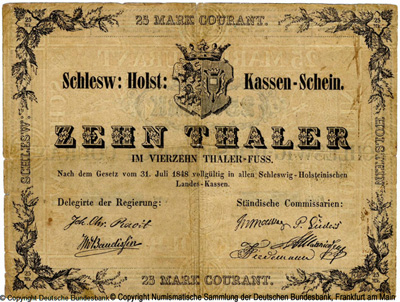 25 MARK COURANT.
Schlesw: Holst: Kassen-Schein.
ZEHN THALER
IM VIERZEHN THALER-FUSS.
Nach dem Gesetz vom 31. Juli 1848 vollgültig in allen Schleswig-Holsteinischen
Landes-Kassen.
Delegirte der Regierung: Ständische Commissarien:
SCHLESW:
HOLSTEIN
25 MARK COURANT.
© Copyright Deutsche Bundesbank © Copyright Numismatische Sammlung der Deutschen Bundesbank, Frankfurt am Main